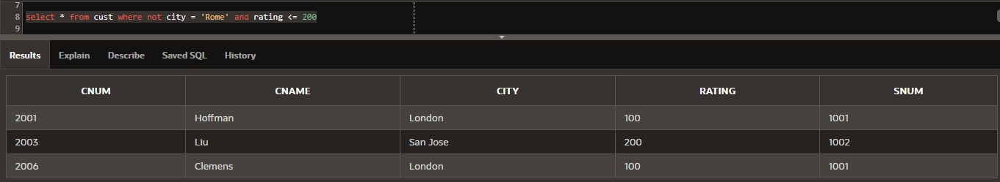 7
8 select * from cust where not city = 'Rome' and rating <= 200
9
Results Explain Describe Saved SQL History
CNUM CNAME CITY RATING SNUM
2001 Hoffman London 100 1001
2003 Liu San Jose 200 1002
2006 Clemens London 100 1001